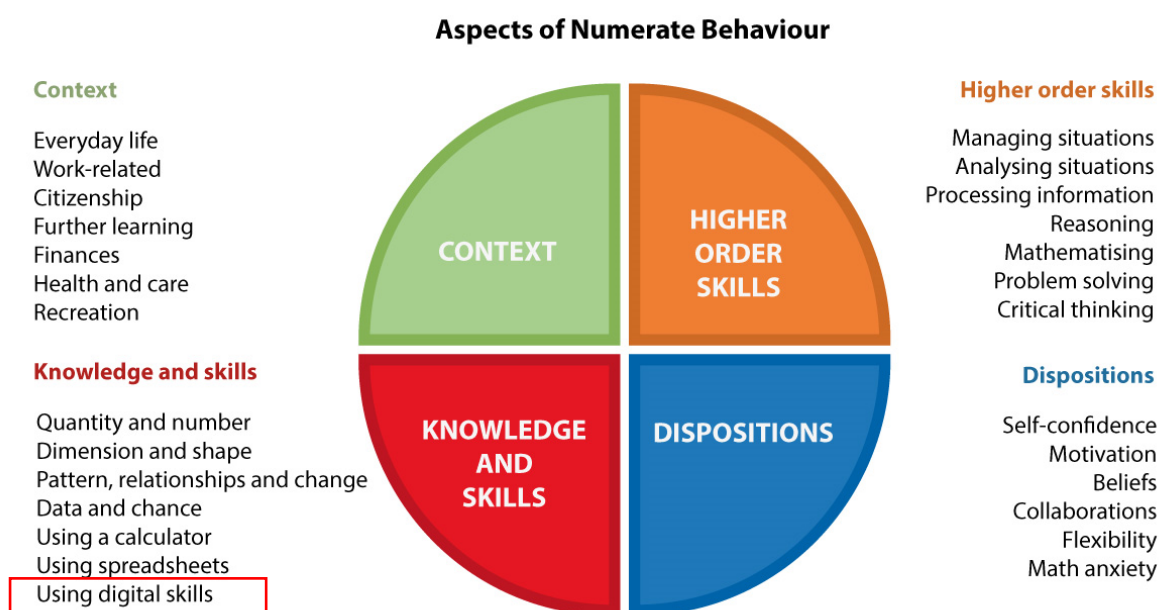 Aspects of Numerate Behaviour
Context
Everyday life
Work-related
Citizenship
Further learning
Finances
Health and care
Recreation
Knowledge and skills
Quantity and number
Dimension and shape
Pattern, relationships and change
Data and chance
Using a calculator
Using spreadsheets
Using digital skills
CONTEXT
HIGHER
ORDER
SKILLS
KNOWLEDGE
AND
SKILLS
DISPOSITIONS
Higher order skills
Managing situations
Analysing situations
Processing information
Reasoning
Mathematising
Problem solving
Critical thinking
Dispositions
Self-confidence
Motivation
Beliefs
Collaborations
Flexibility
Math anxiety